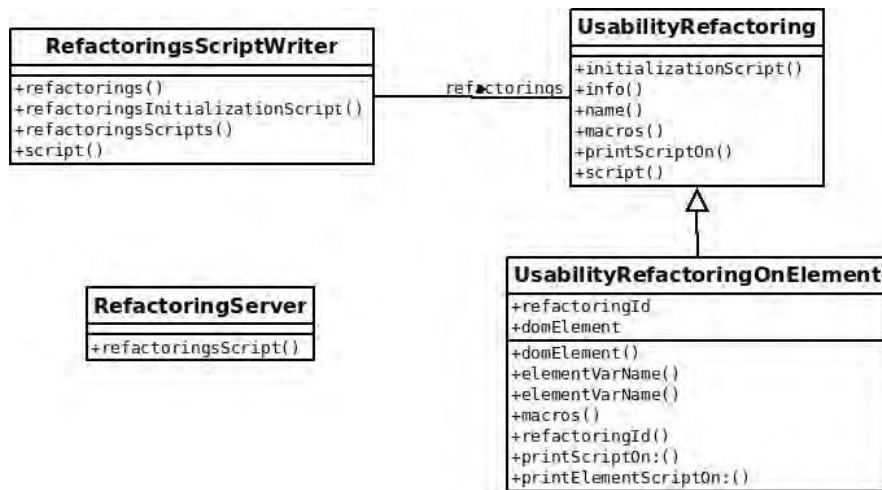 RefactoringsScriptWriter
+refactorings()
+refactoringsInitializationScript()
+refactoringsScripts()
+script()
refactorings
UsabilityRefactoring
+initializationScript()
+info()
+name()
+macros()
+printScriptOn()
+script()
RefactoringServer
+refactoringsScript()
UsabilityRefactoringOnElement
+refactoringId
+domElement
+domElement()
+elementVarName()
+elementVarName()
+macros()
+refactoringId()
+printScriptOn:()
+printElementScriptOn:()